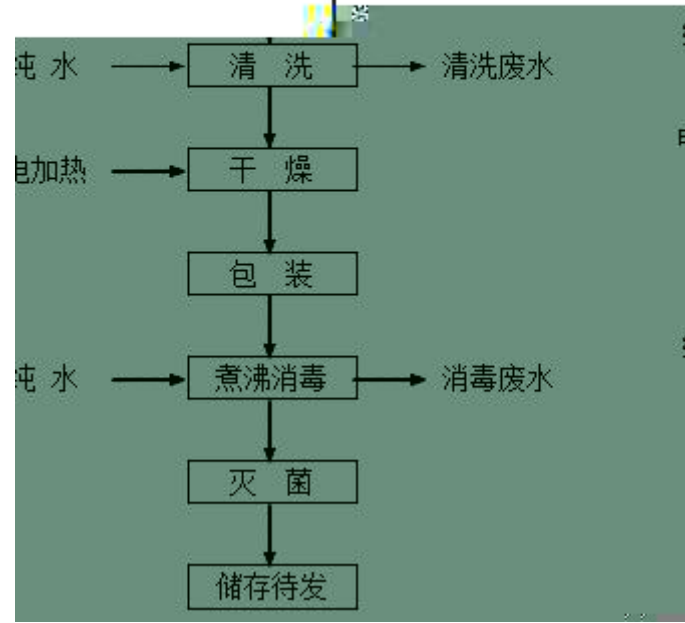 纯 水 清 洗 清洗废水
电加热 干 燥
包 装
纯 水 煮沸消毒 消毒废水
灭 菌
储存待发